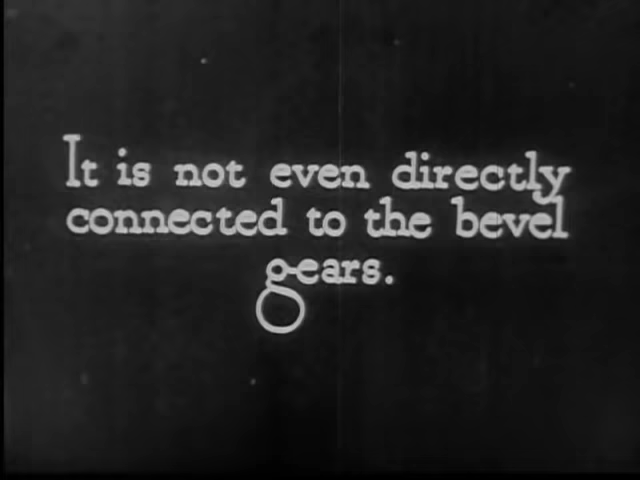 It is not even directly
connected to the bevel
gears.